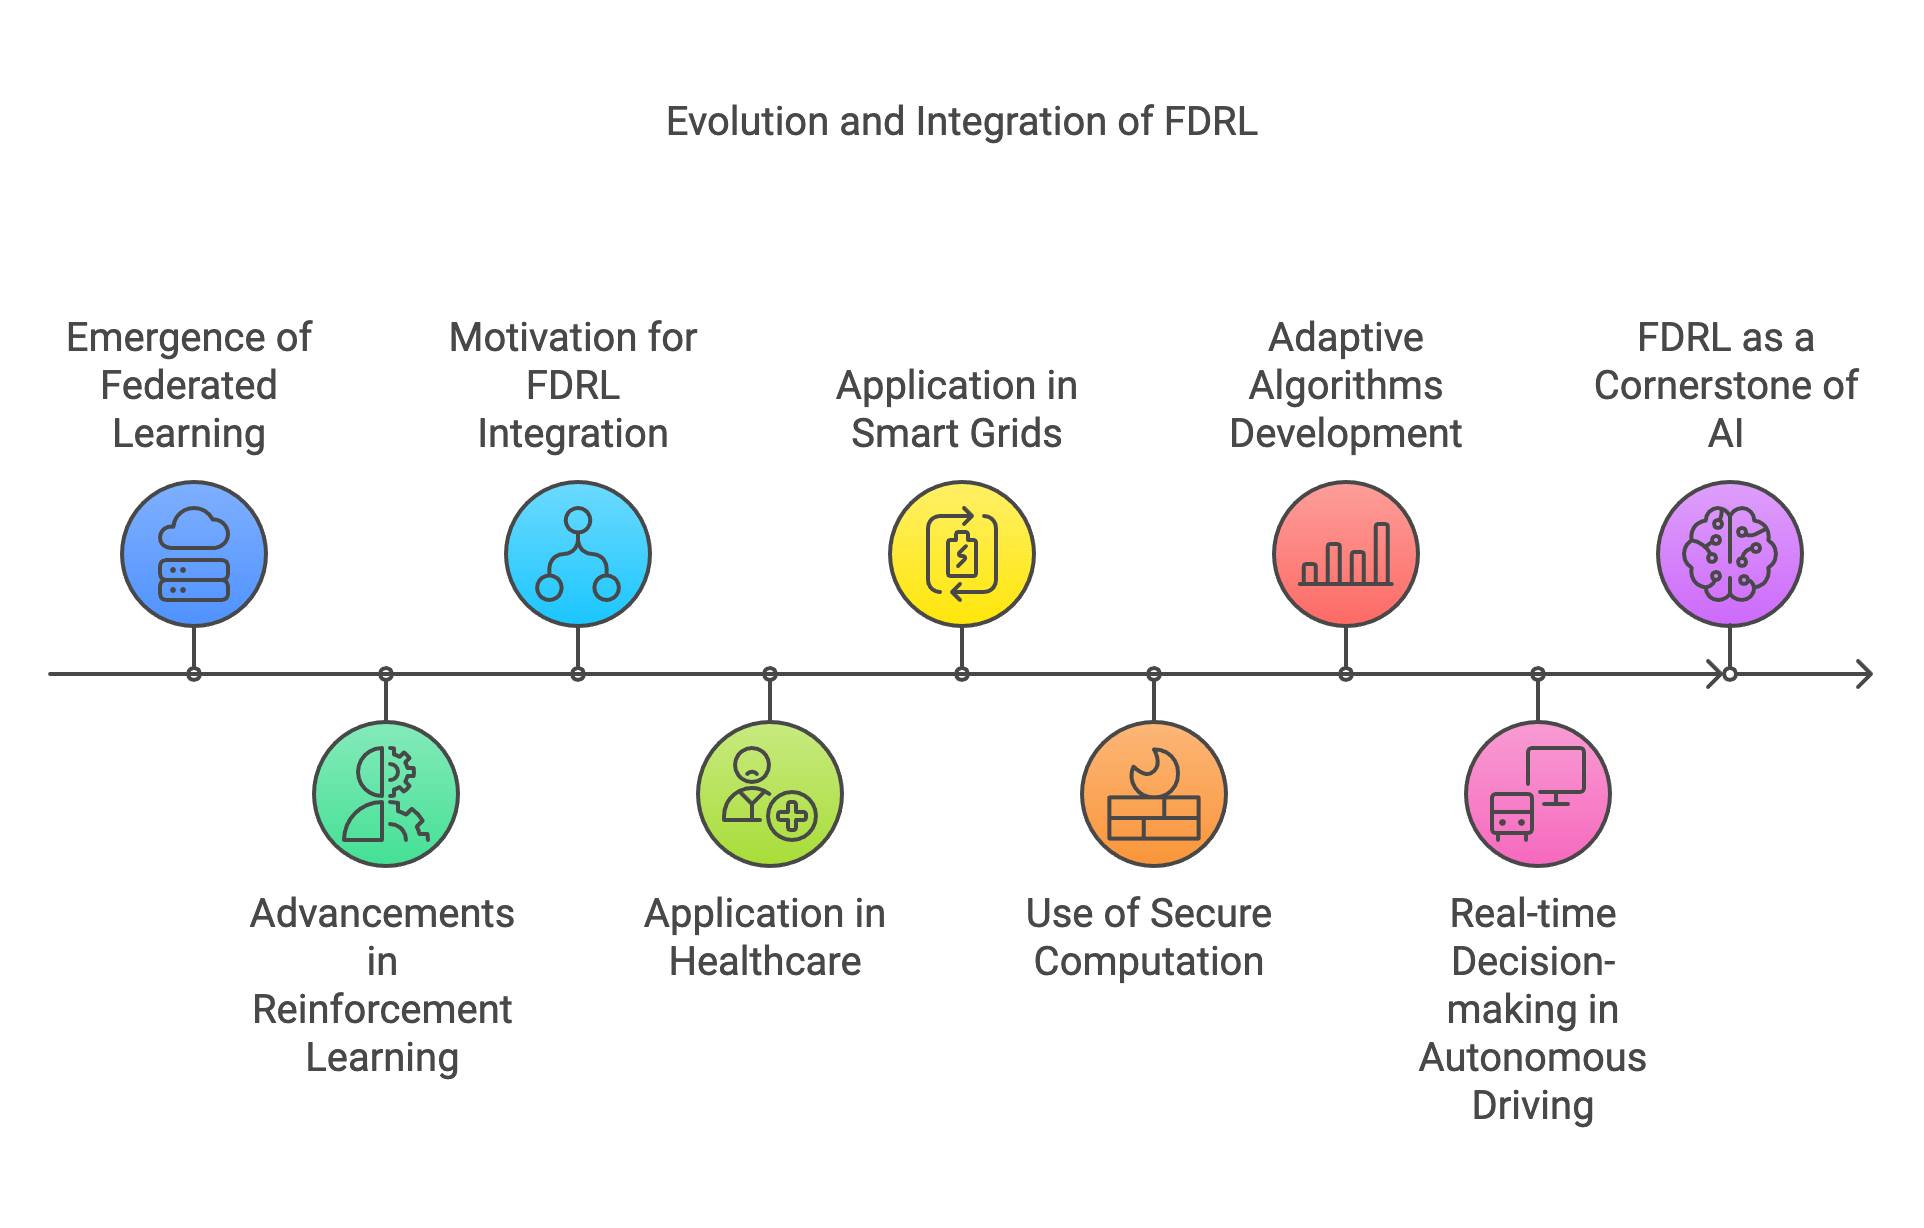 Evolution and Integration of FDRL
Emergence of
Federated
Learning
Advancements
in
Reinforcement
Learning
Motivation for
FDRL
Integration
Application in
Healthcare
Application in
Smart Grids
Use of Secure
Computation
Adaptive
Algorithms
Development
Real-time
Decision-
making in
Autonomous
Driving
FDRL as a
Cornerstone of
AI